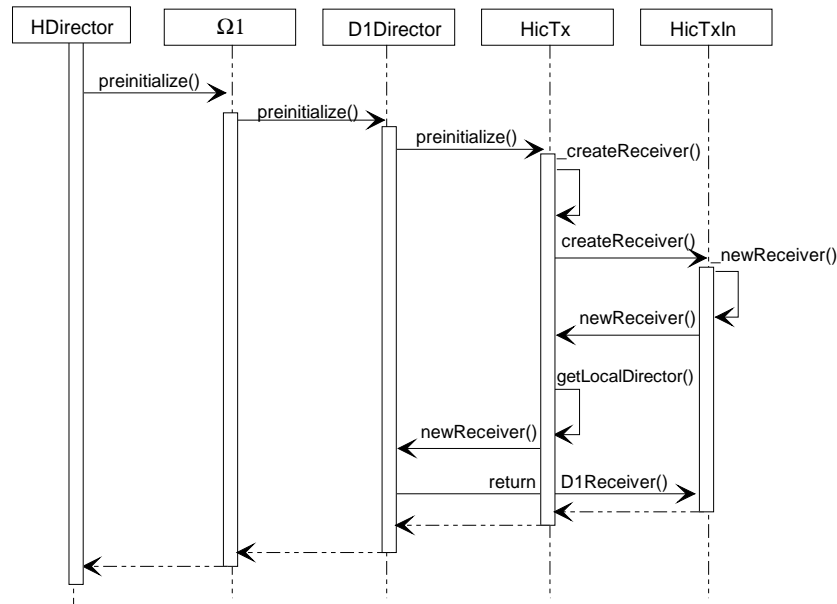 HDirector
Ω1
D1Director
HicTx
HicTxIn
preinitialize()
preinitialize()
preinitialize()
_createReceiver()
createReceiver()
_newReceiver()
newReceiver()
getLocalDirector()
newReceiver()
return D1Receiver()